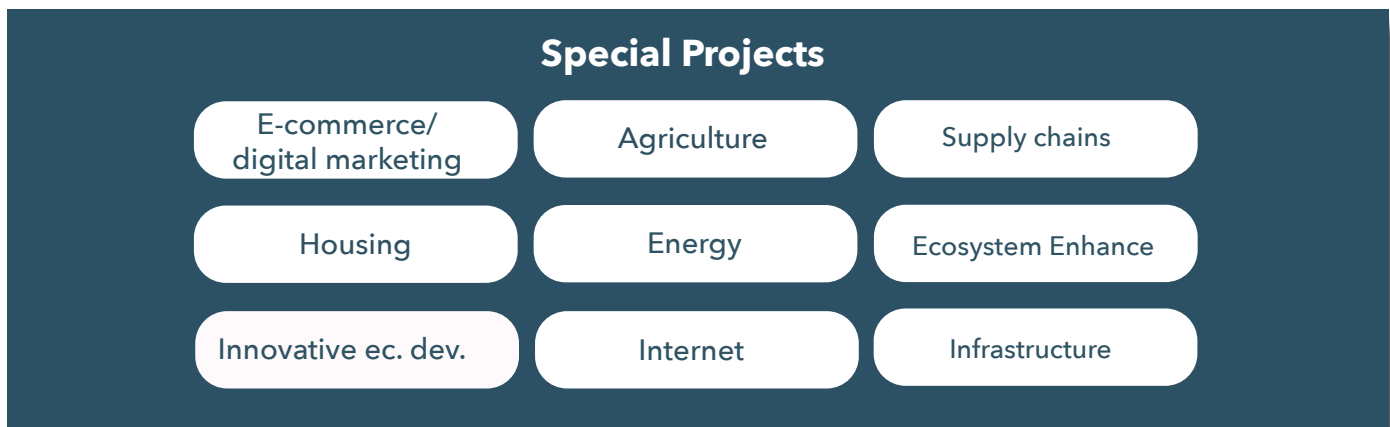 Special Projects
E-commerce/
digital marketing
Agriculture
Supply chains
Housing
Energy
Ecosystem Enhance
Innovative ec. dev.
Internet
Infrastructure